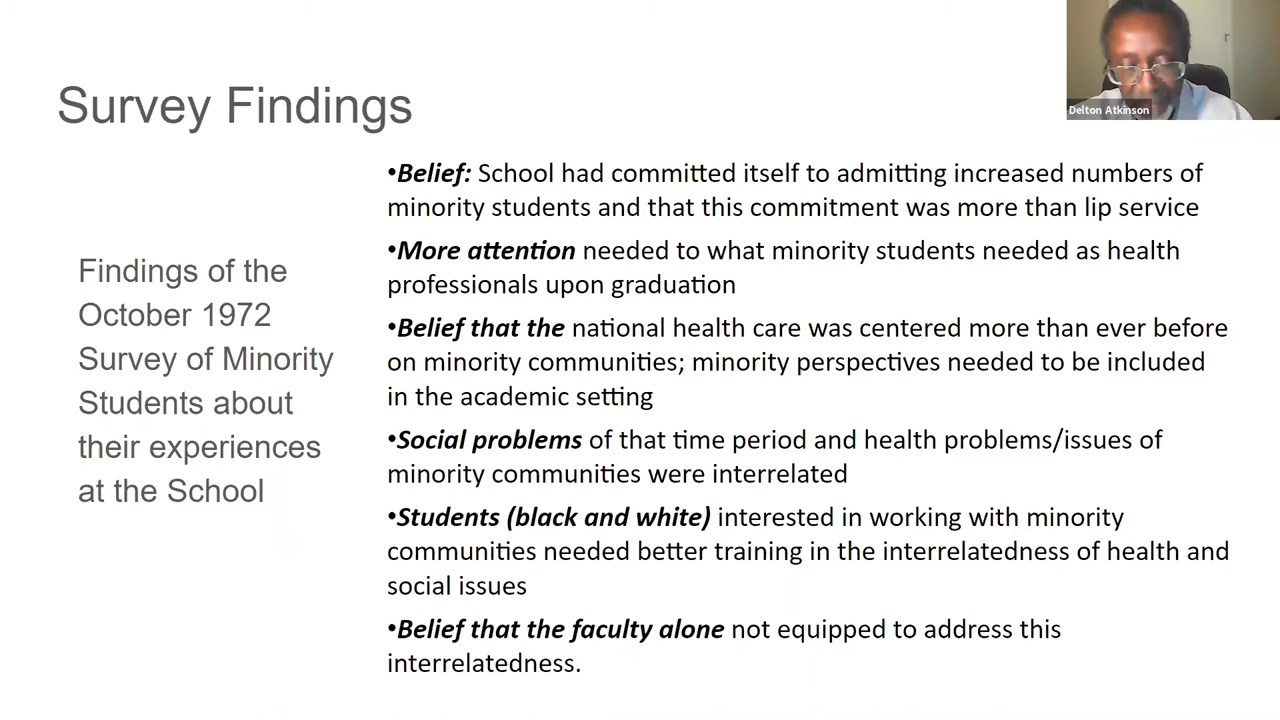 Survey Findings
Delton Atkinson
Findings of the
October 1972
Survey of Minority
Students about
their experiences
at the School
•Belief: School had committed itself to admitting increased numbers of
minority students and that this commitment was more than lip service
•More attention needed to what minority students needed as health
professionals upon graduation
•Belief that the national health care was centered more than ever before
on minority communities; minority perspectives needed to be included
in the academic setting
•Social problems of that time period and health problems/issues of
minority communities were interrelated
•Students (black and white) interested in working with minority
communities needed better training in the interrelatedness of health and
social issues
•Belief that the faculty alone not equipped to address this
interrelatedness.